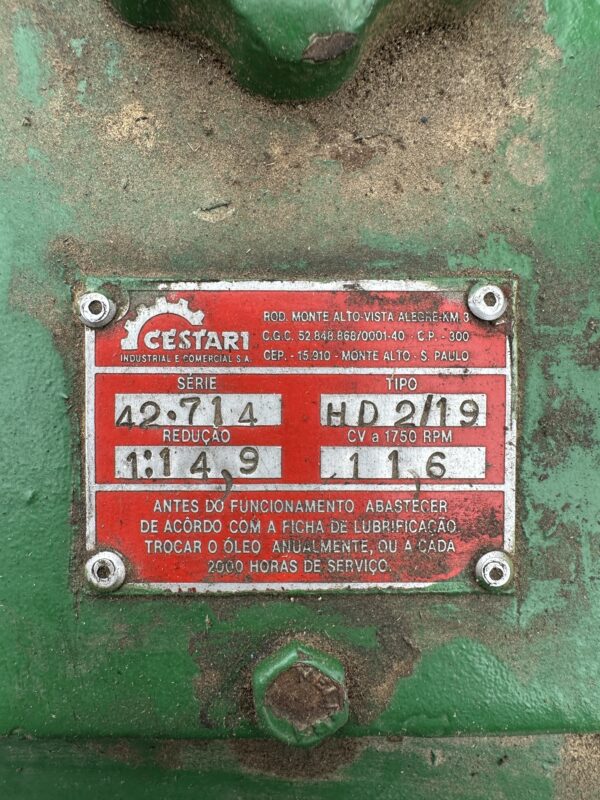 CESTARI
INDUSTRIAL E COMERCIAL S.A.
ROD. MONTE ALTO-VISTA ALEGRE-KM.3
C.G.C. 52.848.868/0001-40 - C.P. - 300
CEP. - 15.910 - MONTE ALTO - S. PAULO
SÉRIE TIPO
42.714 HD2/19
REDUÇÃO CV a 1750 RPM
1:14,9 11,6
ANTES DO FUNCIONAMENTO ABASTECER
DE ACÔRDO COM A FICHA DE LUBRIFICAÇÃO
TROCAR O ÓLEO ANUALMENTE, OU A CADA
2000 HORAS DE SERVIÇO.